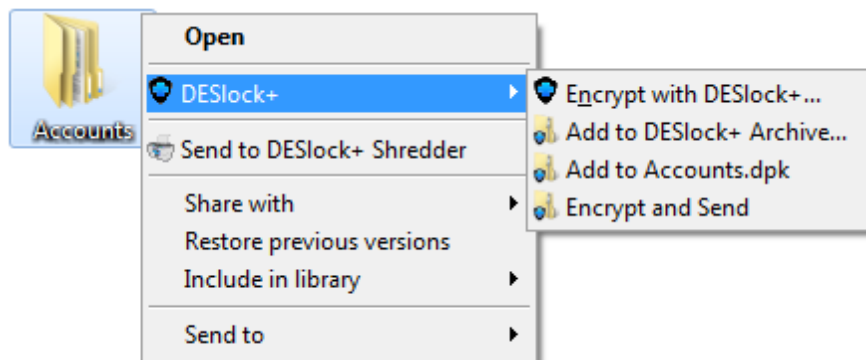 Accounts
Open
DESlock+
Send to DESlock+ Shredder
Share with
Restore previous versions
Include in library
Send to
Encrypt with DESlock+...
Add to DESlock+ Archive...
Add to Accounts.dpk
Encrypt and Send